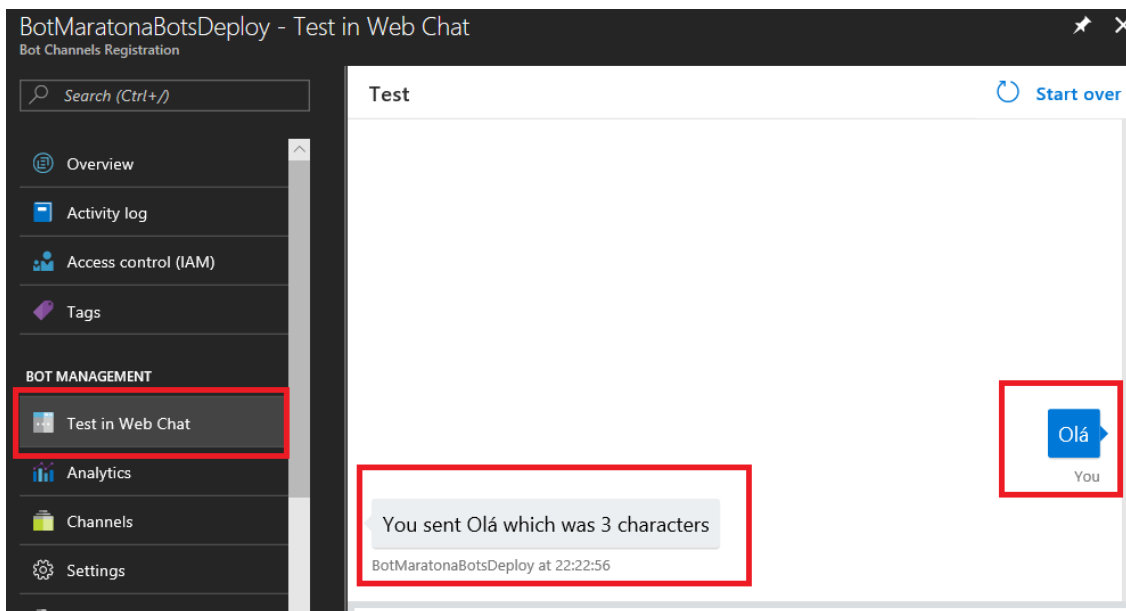 BotMaratonaBotsDeploy - Test in Web Chat
Bot Channels Registration
Search (Ctrl+/)
Overview
Activity log
Access control (IAM)
Tags
BOT MANAGEMENT
Test in Web Chat
Analytics
Channels
Settings
Test
Start over
Olá
You
You sent Olá which was 3 characters
BotMaratonaBotsDeploy at 22:22:56